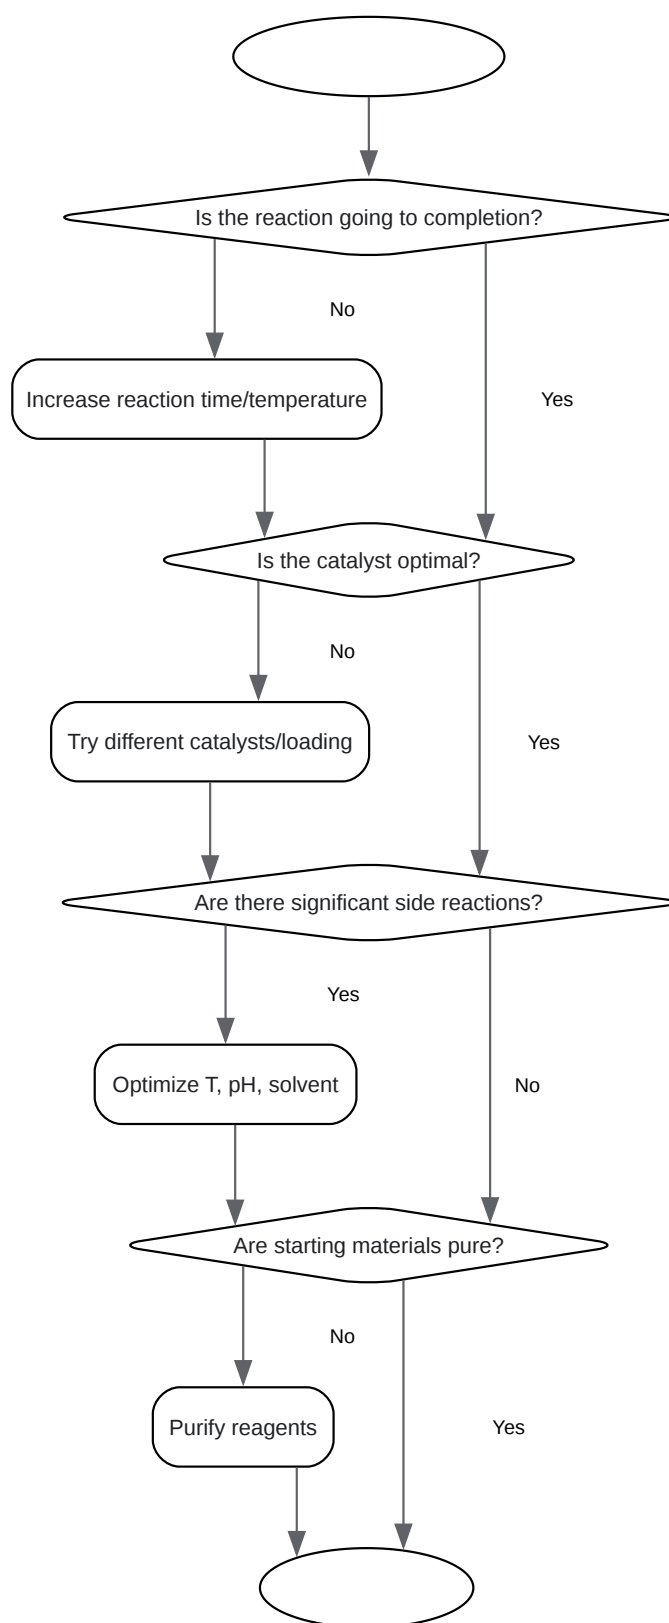 Is the reaction going to completion?
No
Increase reaction time/temperature
Yes
Is the catalyst optimal?
No
Try different catalysts/loading
Yes
Are there significant side reactions?
Yes
Optimize T, pH, solvent
No
Are starting materials pure?
No
Purify reagents
Yes